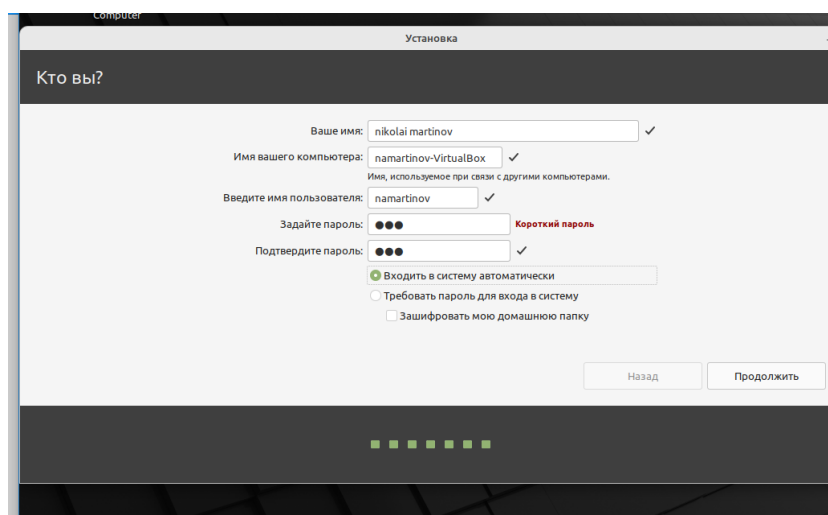 Computer
Установка
Кто вы?
Ваше имя: nikolai martinov
Имя вашего компьютера: namartinov-VirtualBox
Имя, используемое при связи с другими компьютерами.
Введите имя пользователя: namartinov
Задайте пароль: ●●● Короткий пароль
Подтвердите пароль: ●●●
Входить в систему автоматически
Требовать пароль для входа в систему
Зашифровать мою домашнюю папку
Назад Продолжить